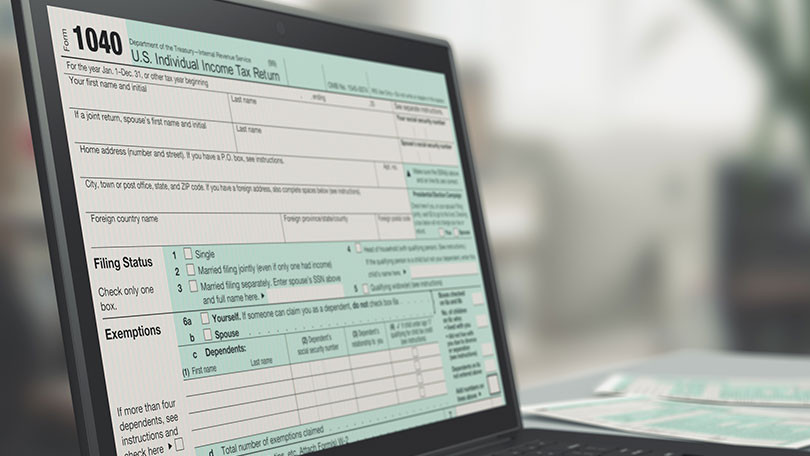 Form 1040
Department of the Treasury—Internal Revenue Service (99)
U.S. Individual Income Tax Return
OMB No.
For the year Jan. 1–Dec. 31, or other tax year beginning , ending , 20
See separate instructions.
Your first name and initial
Last name
Your social security number
If a joint return, spouse's first name and initial
Last name
Spouse's social security number
Home address (number and street). If you have a P.O. box, see instructions.
Apt. no.
Make sure the SSN(s) above
and on line 6c are correct.
City, town or post office, state, and ZIP code. If you have a foreign address, also complete spaces below (see instructions).
Presidential Election Campaign
Foreign country name
Foreign province/state/county
Foreign postal code
You Spouse
Filing Status
Check only one
box.
1 Single
2 Married filing jointly (even if only one had income)
3 Married filing separately. Enter spouse's SSN above
and full name here. ▶
4 Head of household (with qualifying person). (See instructions.)
If the qualifying person is a child but not your dependent, enter this
child's name here. ▶
5 Qualifying widow(er) (see instructions)
Exemptions
6a Yourself. If someone can claim you as a dependent, do not check box 6a
b Spouse
c Dependents:
(1) First name Last name
(2) Dependent's
social security number
(3) Dependent's
relationship to you
(4) ✓ if child under age 17
qualifying for child tax credit
(see instructions)
If more than four
dependents, see
instructions and
check here ▶
d Total number of exemptions claimed
Boxes checked
on 6a and 6b
No. of children
on 6c who:
• lived with you
• did not live
with you due to divorce
or separation
(see instructions)
Dependents on 6c
not entered above
Add numbers on
lines above ▶
7
etc. Attach Form(s) W-2